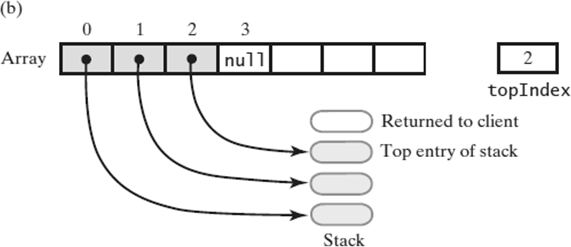 (b)
0 1 2 3
Array null 2
topIndex
Returned to client
Top entry of stack
Stack